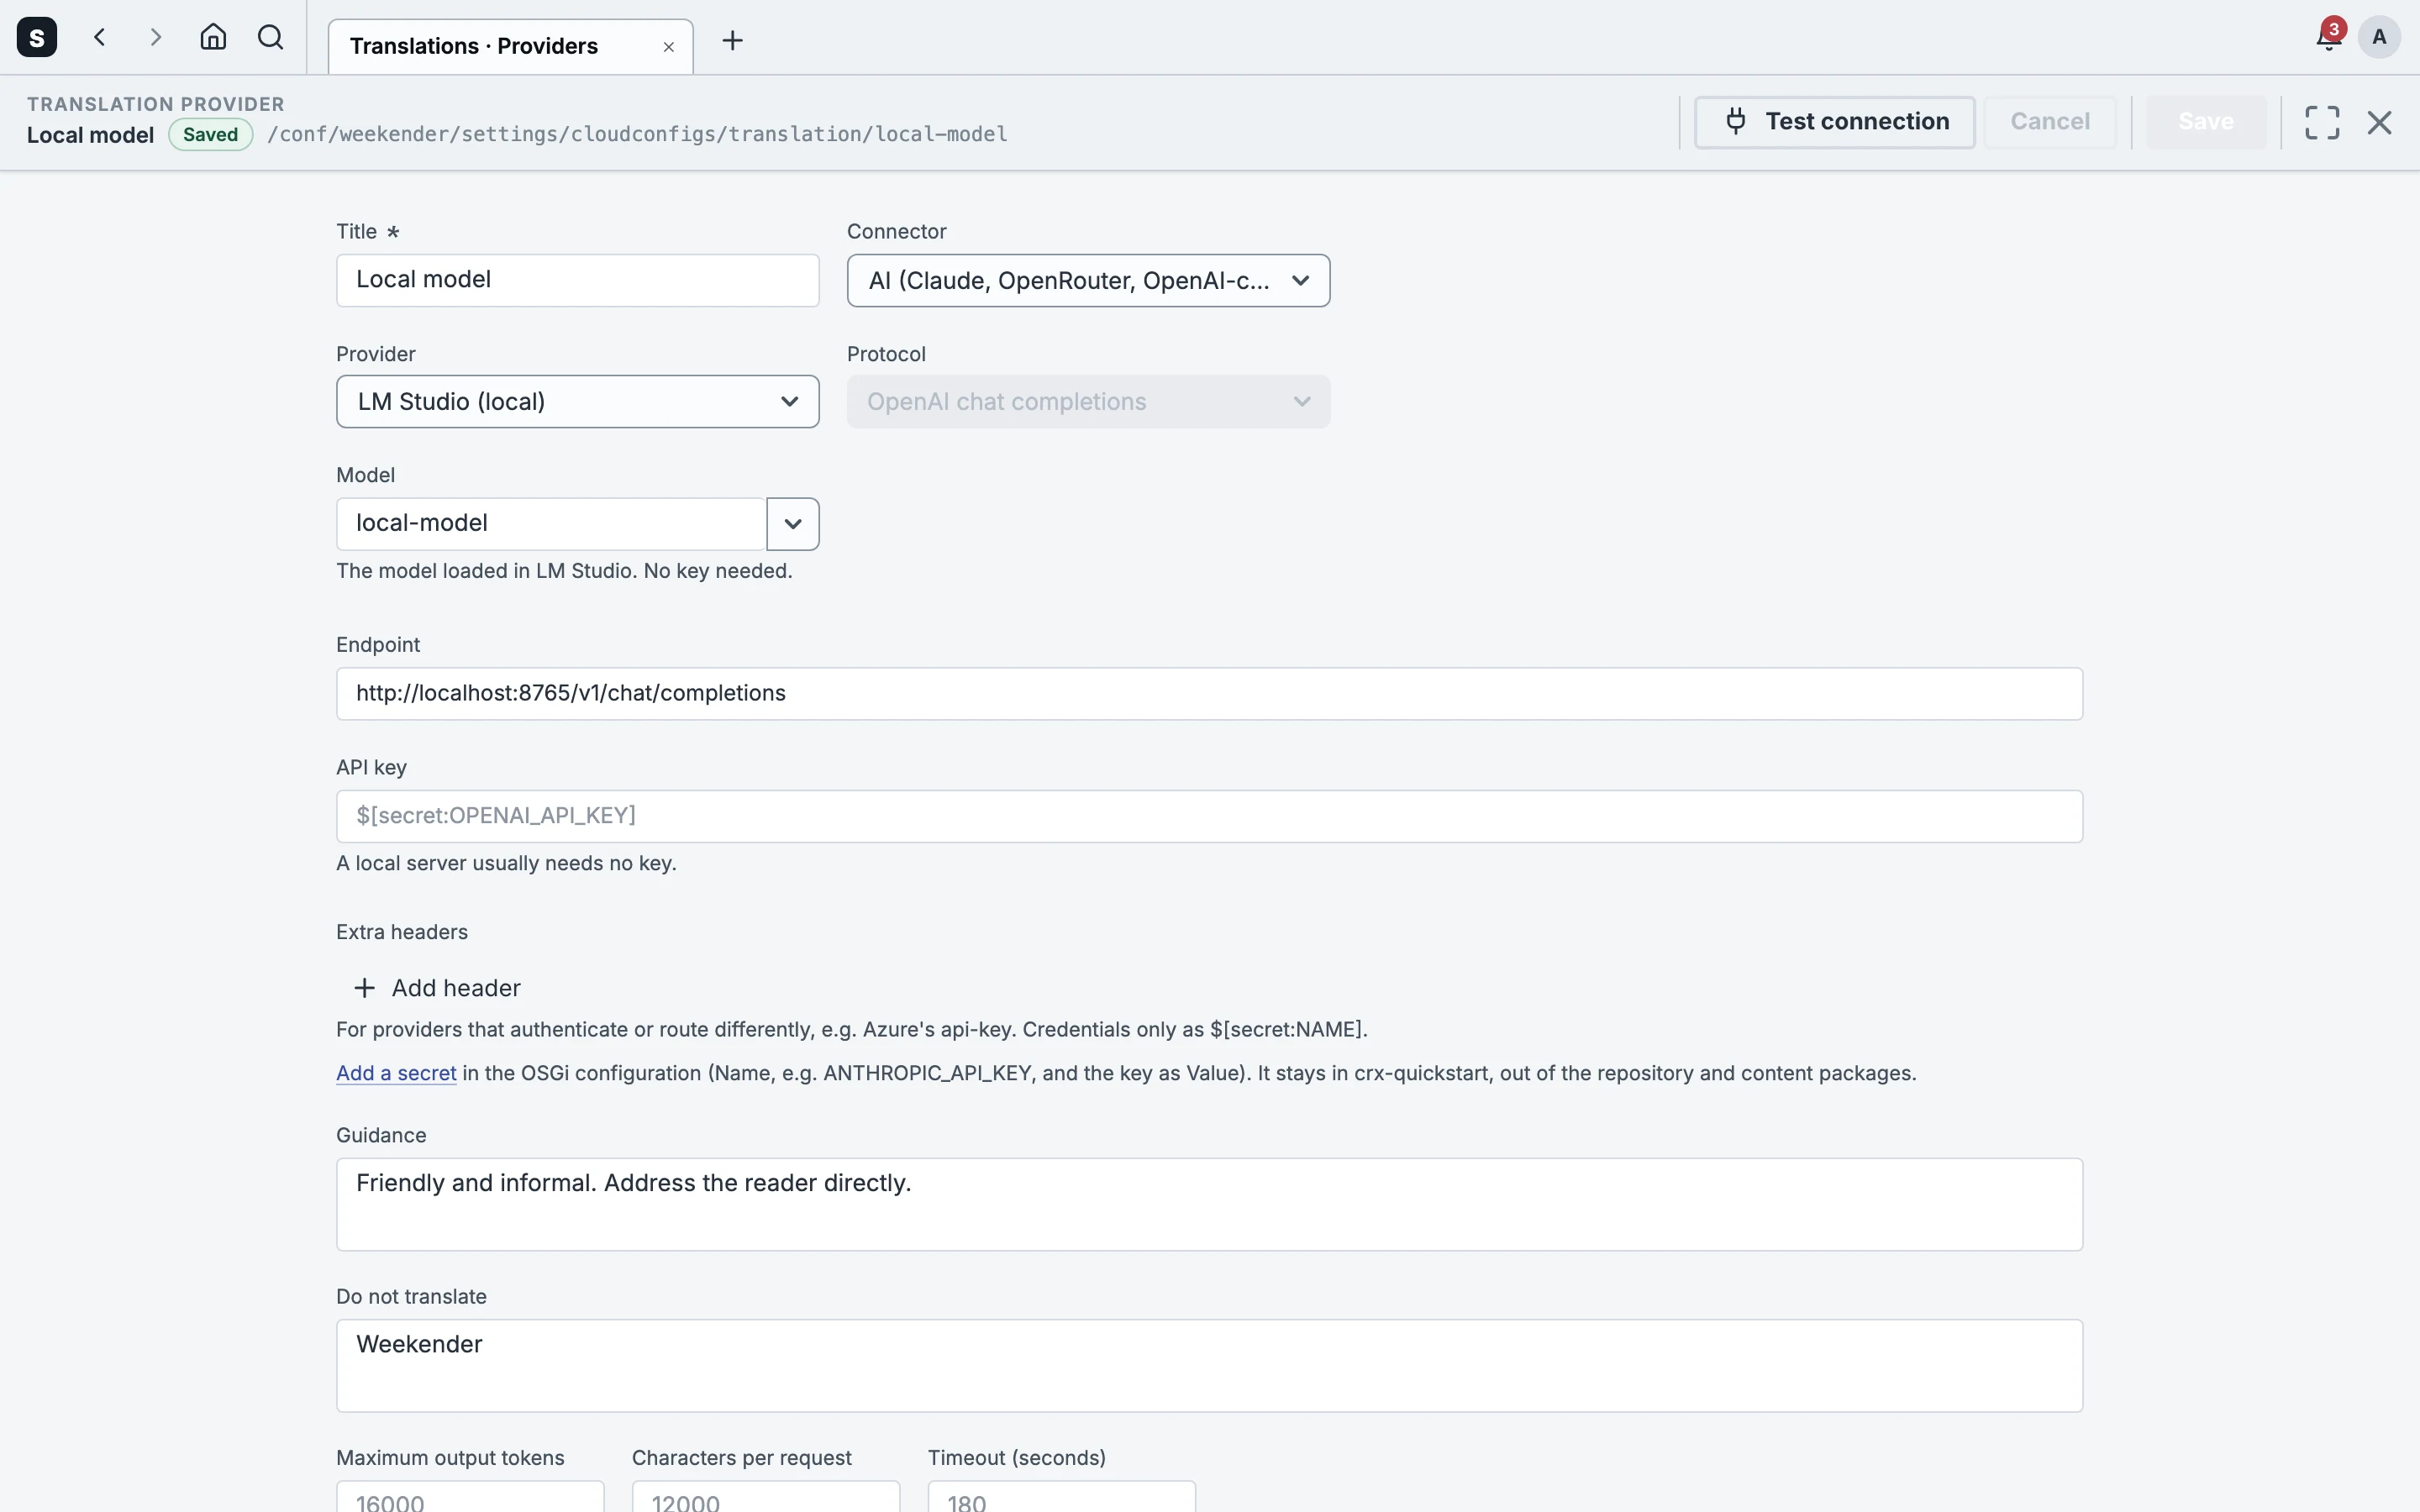 S
Translations · Providers
3
A
TRANSLATION PROVIDER
Local model Saved /conf/weekender/settings/cloudconfigs/translation/local-model
Test connection Cancel Save
Title * Connector
Local model AI (Claude, OpenRouter, OpenAI-c...
Provider Protocol
LM Studio (local) OpenAI chat completions
Model
local-model
The model loaded in LM Studio. No key needed.
Endpoint
http://localhost:8765/v1/chat/completions
API key
$[secret:OPENAI_API_KEY]
A local server usually needs no key.
Extra headers
Add header
For providers that authenticate or route differently, e.g. Azure's api-key. Credentials only as $[secret:NAME].
Add a secret in the OSGi configuration (Name, e.g. ANTHROPIC_API_KEY, and the key as Value). It stays in crx-quickstart, out of the repository and content packages.
Guidance
Friendly and informal. Address the reader directly.
Do not translate
Weekender
Maximum output tokens Characters per request Timeout (seconds)
16000 12000 180